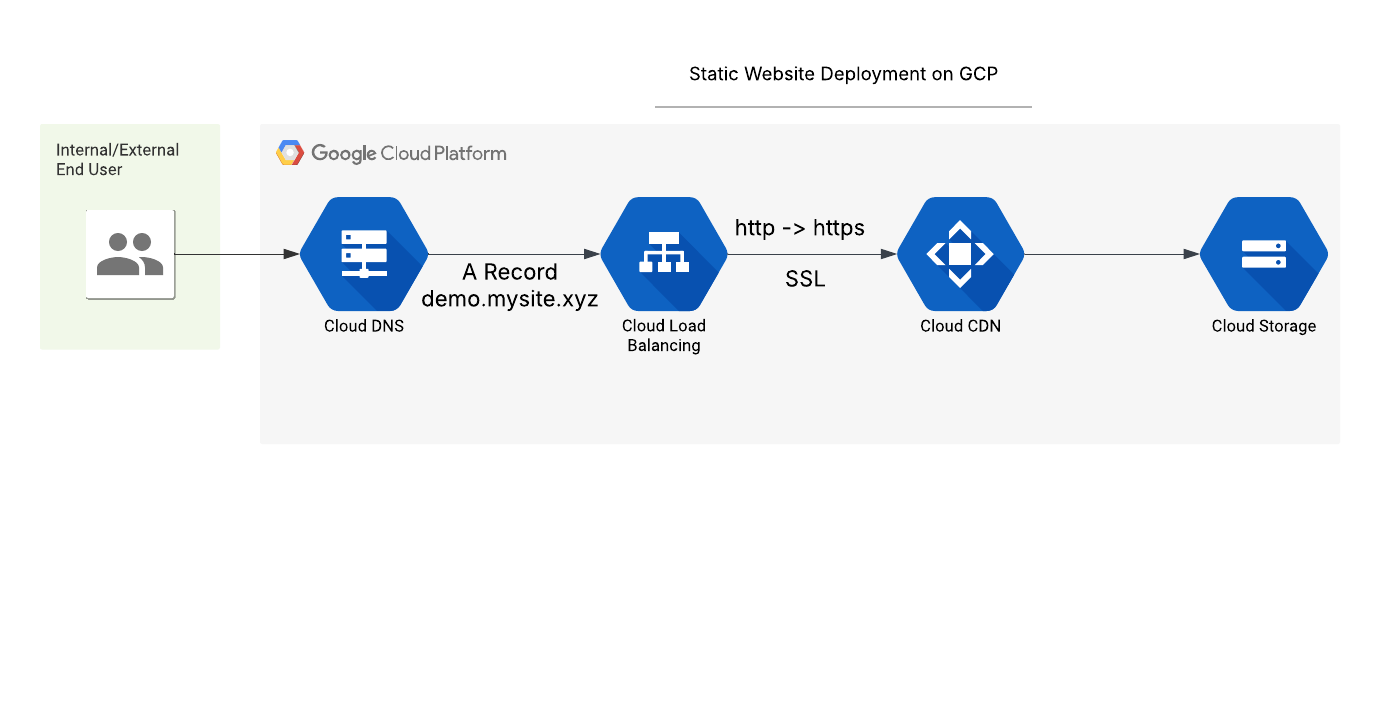 Static Website Deployment on GCP
Internal/External
End User
Google Cloud Platform
http -> https
A Record
SSL
demo.mysite.xyz
Cloud DNS
Cloud Load
Balancing
Cloud CDN
Cloud Storage